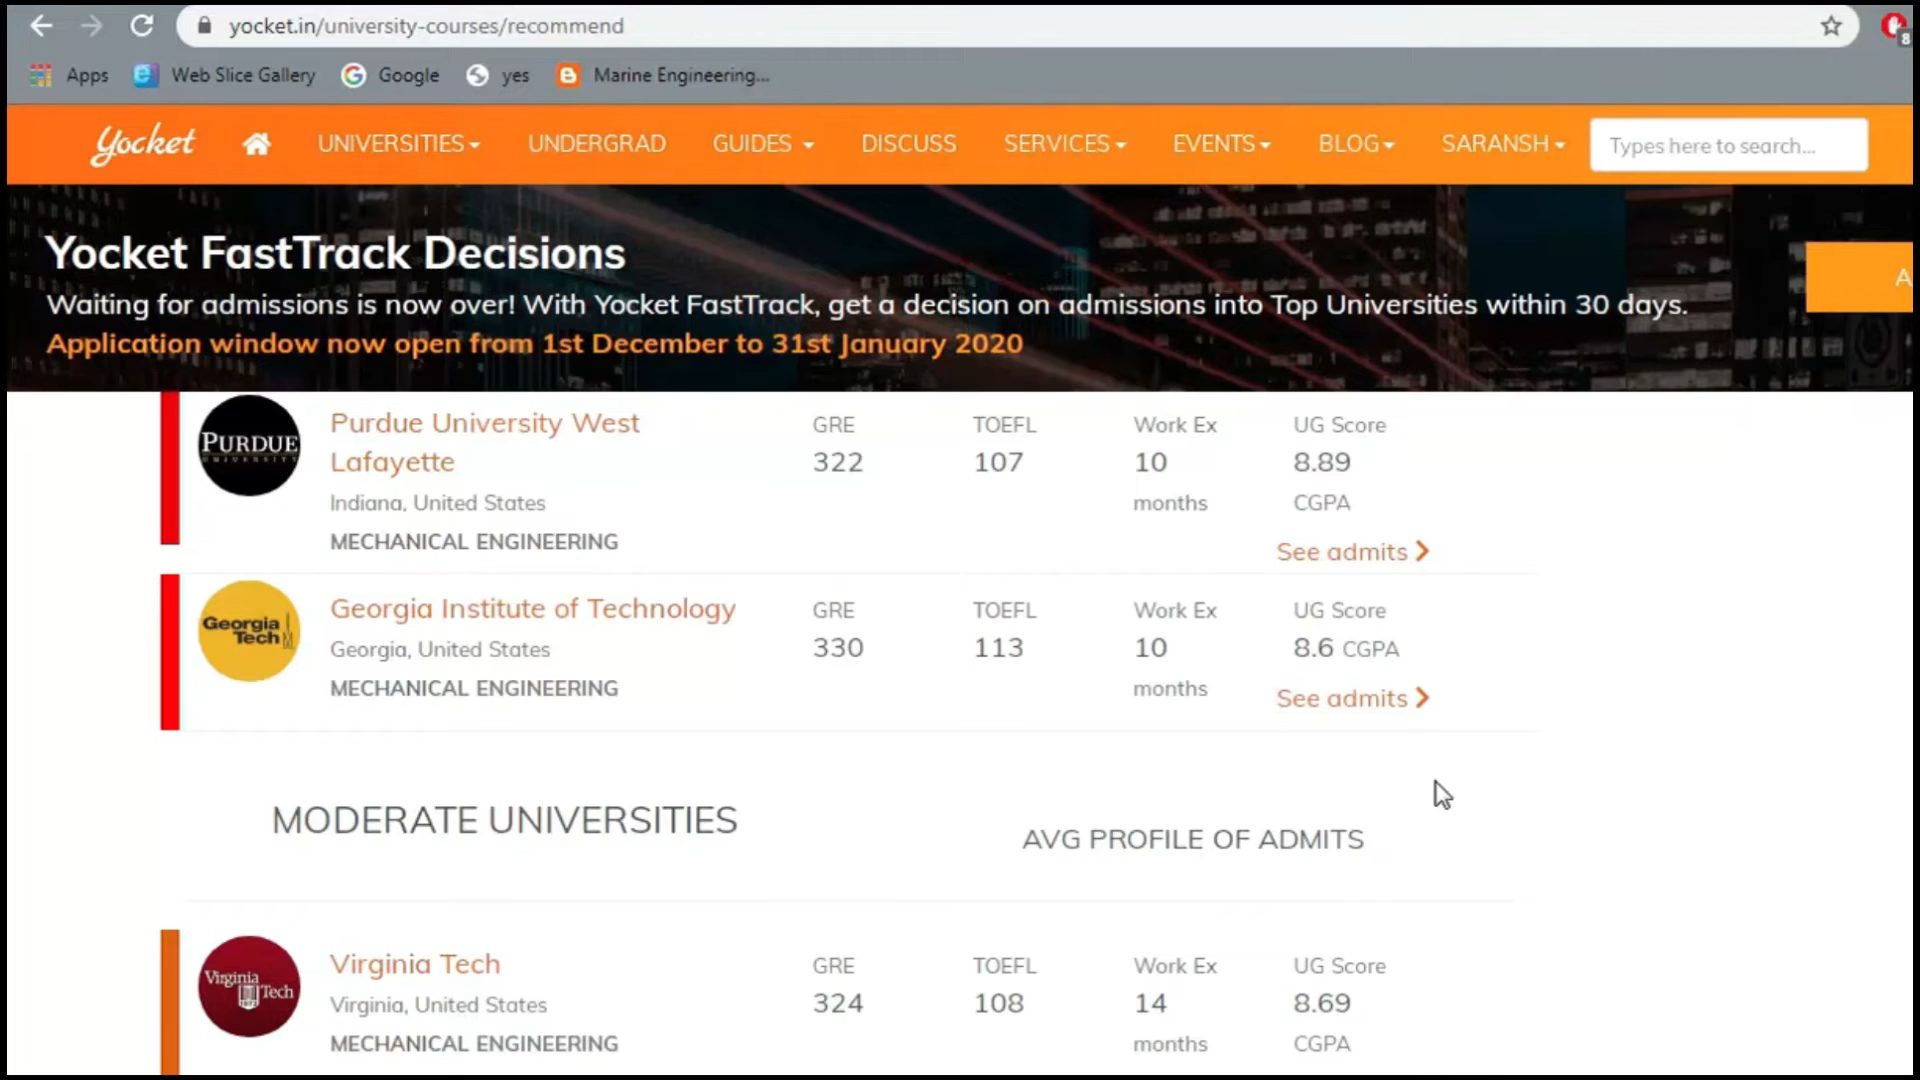 yocket.in/university-courses/recommend
8
Apps Web Slice Gallery Google yes Marine Engineering...
Yocket UNIVERSITIES UNDERGRAD GUIDES DISCUSS SERVICES EVENTS BLOG SARANSH Types here to search...
Yocket FastTrack Decisions
Waiting for admissions is now over! With Yocket FastTrack, get a decision on admissions into Top Universities within 30 days.
A
Application window now open from 1st December to 31st January 2020
PURDUE
UNIVERSITY
Purdue University West
Lafayette
Indiana, United States
MECHANICAL ENGINEERING
GRE TOEFL Work Ex UG Score
322 107 10 8.89
months CGPA
See admits
Georgia
Tech
Georgia Institute of Technology
Georgia, United States
MECHANICAL ENGINEERING
GRE TOEFL Work Ex UG Score
330 113 10 8.6 CGPA
months
See admits
MODERATE UNIVERSITIES
AVG PROFILE OF ADMITS
Virginia
Tech
Virginia Tech
Virginia, United States
MECHANICAL ENGINEERING
GRE TOEFL Work Ex UG Score
324 108 14 8.69
months CGPA